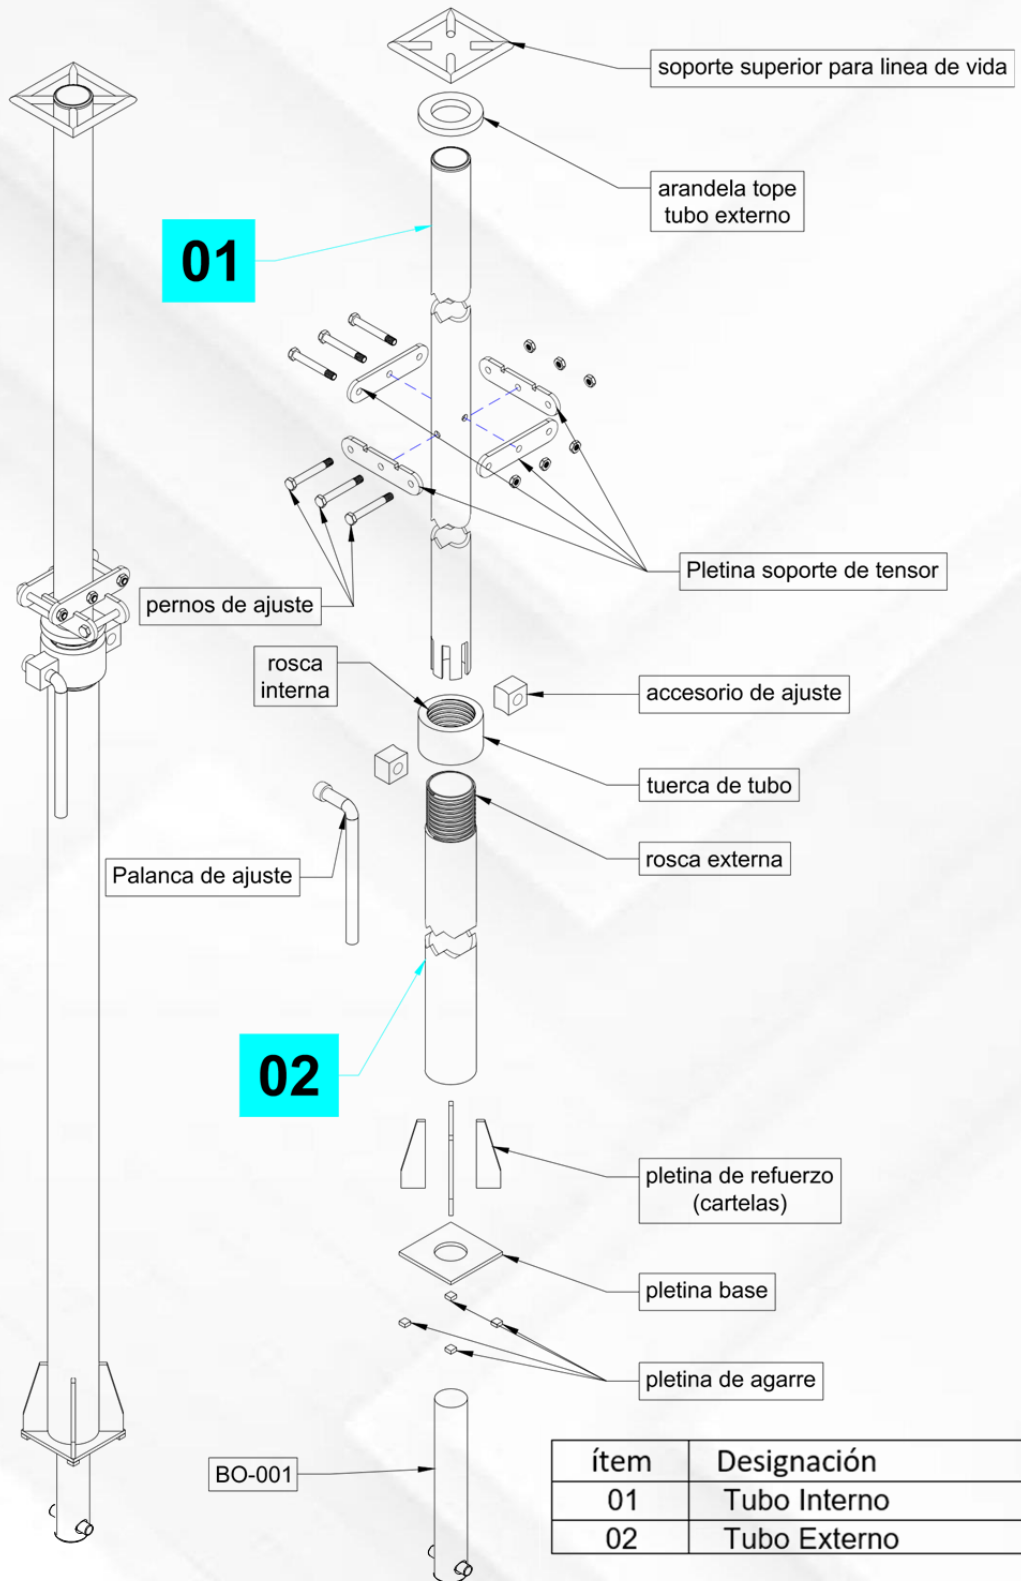 soporte superior para linea de vida
arandela tope
tubo externo
01
Pletina soporte de tensor
pernos de ajuste
rosca
interna
accesorio de ajuste
tuerca de tubo
rosca externa
Palanca de ajuste
02
pletina de refuerzo
(cartelas)
pletina base
pletina de agarre
BO-001
ítem Designación
01 Tubo Interno
02 Tubo Externo